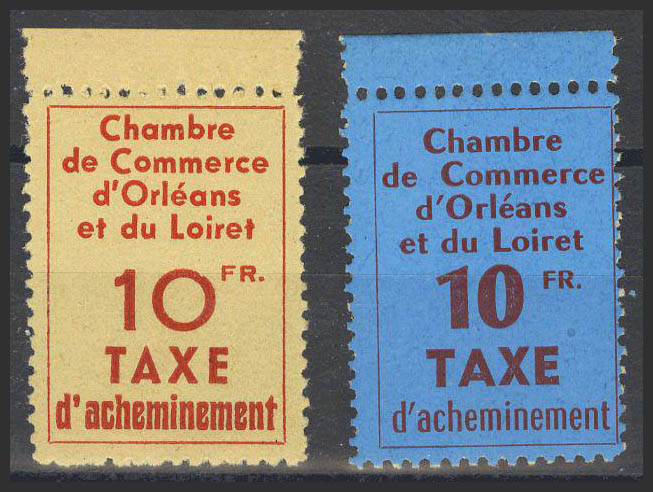 Chambre
de Commerce
d'Orléans
et du Loiret
10 FR.
TAXE
d'acheminement
Chambre
de Commerce
d'Orléans
et du Loiret
10 FR.
TAXE
d'acheminement